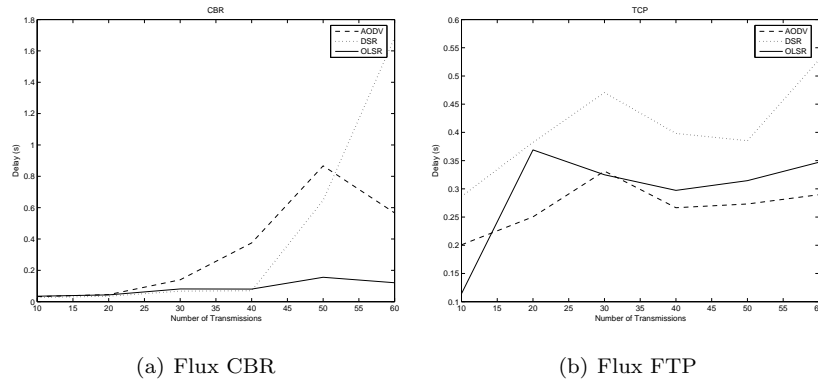 CBR
1.8
1.6
1.4
1.2
1
0.8
0.6
0.4
0.2
0
Delay (s)
10 15 20 25 30 35 40 45 50 55 60
Number of Transmissions
AODV
DSR
OLSR
(a) Flux CBR
TCP
0.6
0.55
0.5
0.45
0.4
0.35
0.3
0.25
0.2
0.15
0.1
Delay (s)
10 15 20 25 30 35 40 45 50 55 60
Number of Transmissions
AODV
DSR
OLSR
(b) Flux FTP